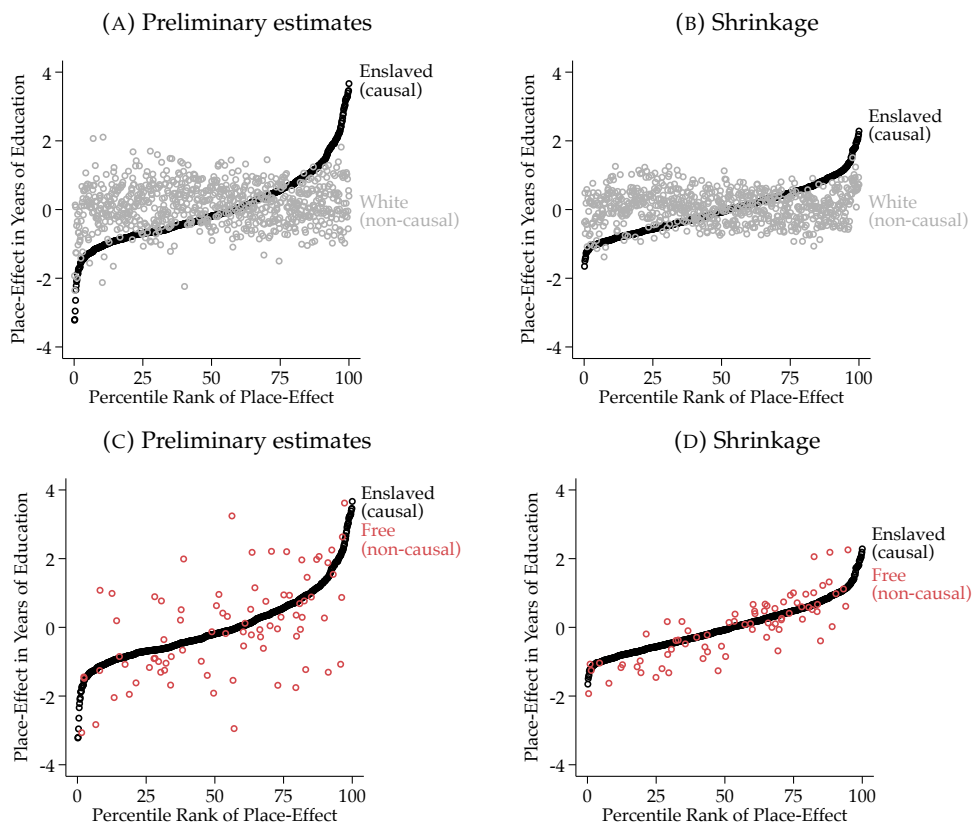 (A) Preliminary estimates
Place-Effect in Years of Education
4
2
0
-2
-4
Enslaved
(causal)
White
(non-causal)
0 25 50 75 100
Percentile Rank of Place-Effect
(B) Shrinkage
Place-Effect in Years of Education
4
2
0
-2
-4
Enslaved
(causal)
White
(non-causal)
0 25 50 75 100
Percentile Rank of Place-Effect
(C) Preliminary estimates
Place-Effect in Years of Education
4
2
0
-2
-4
Enslaved
(causal)
Free
(non-causal)
0 25 50 75 100
Percentile Rank of Place-Effect
(D) Shrinkage
Place-Effect in Years of Education
4
2
0
-2
-4
Enslaved
(causal)
Free
(non-causal)
0 25 50 75 100
Percentile Rank of Place-Effect